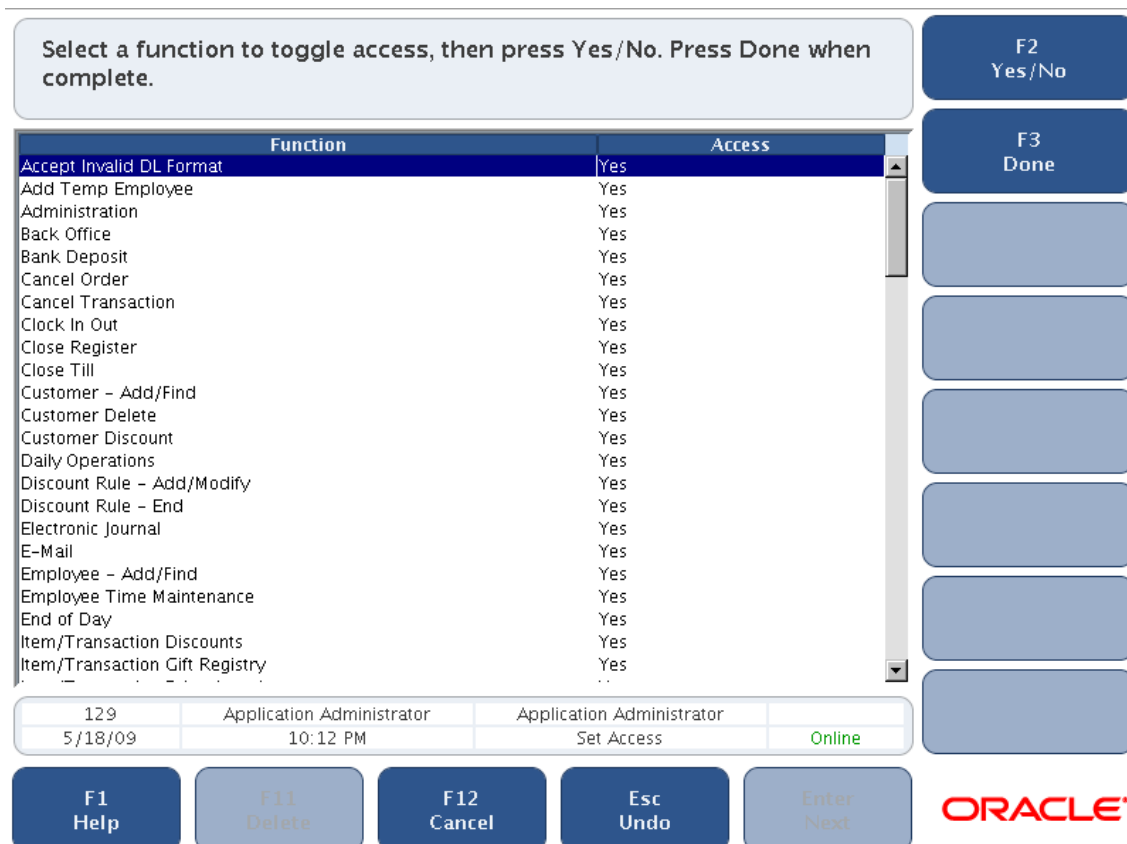 Select a function to toggle access, then press Yes/No. Press Done when
complete.
F2
Yes/No
F3
Done
Function Access
Accept Invalid DL Format Yes
Add Temp Employee Yes
Administration Yes
Back Office Yes
Bank Deposit Yes
Cancel Order Yes
Cancel Transaction Yes
Clock In Out Yes
Close Register Yes
Close Till Yes
Customer – Add/Find Yes
Customer Delete Yes
Customer Discount Yes
Daily Operations Yes
Discount Rule – Add/Modify Yes
Discount Rule – End Yes
Electronic Journal Yes
E-Mail Yes
Employee – Add/Find Yes
Employee Time Maintenance Yes
End of Day Yes
Item/Transaction Discounts Yes
Item/Transaction Gift Registry Yes
129 Application Administrator Application Administrator
5/18/09 10:12 PM Set Access Online
F1
Help
F11
Delete
F12
Cancel
Esc
Undo
Enter
Next
ORACLE